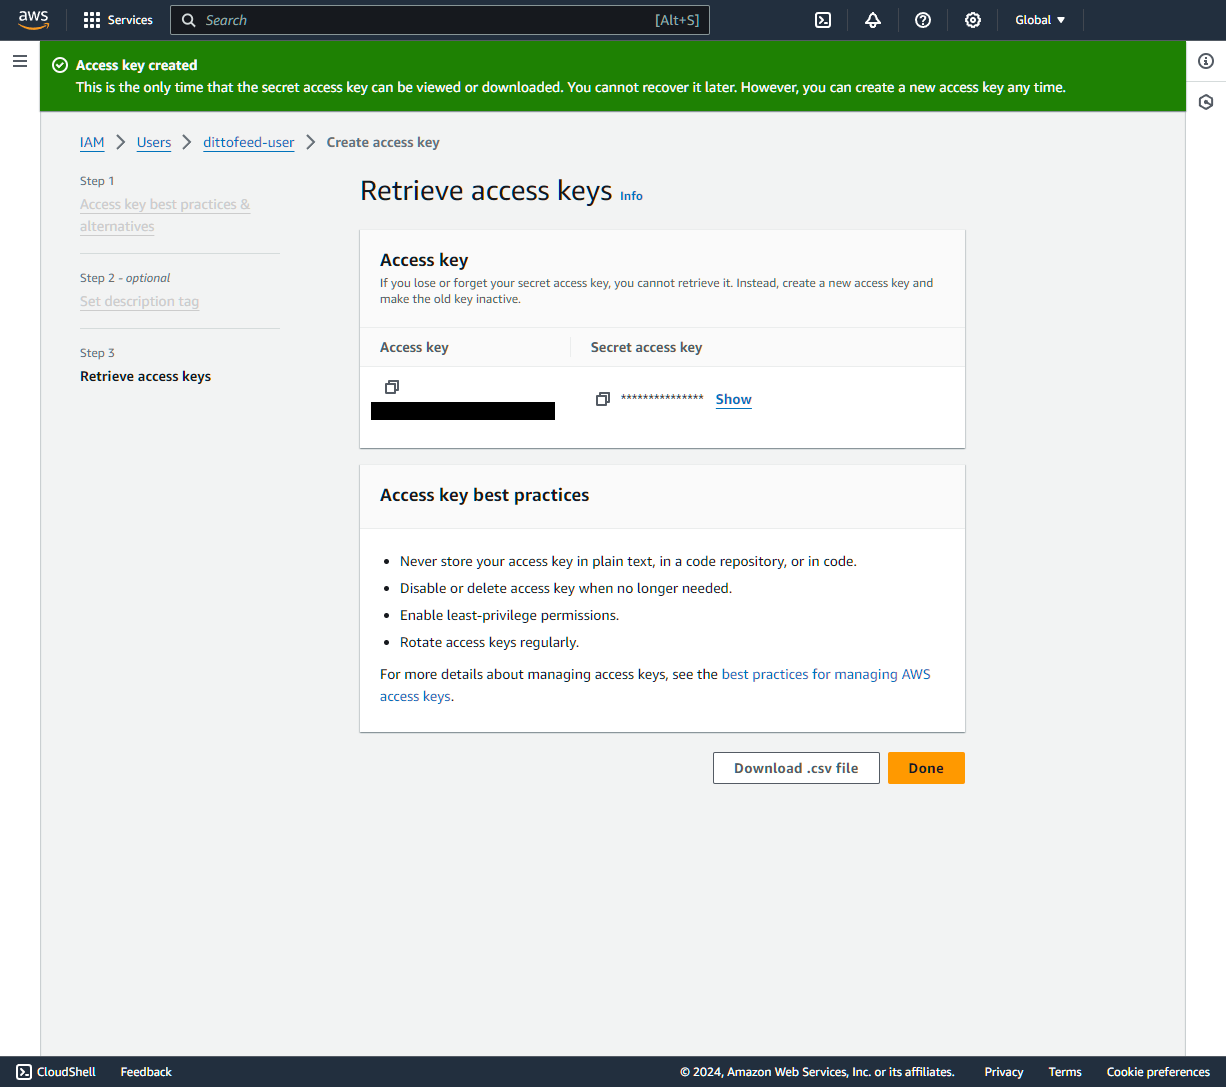 aws
Services
Search
[Alt+S]
Global
Access key created
This is the only time that the secret access key can be viewed or downloaded. You cannot recover it later. However, you can create a new access key any time.
IAM
Users
dittofeed-user
Create access key
Step 1
Access key best practices &
alternatives
Step 2 - optional
Set description tag
Step 3
Retrieve access keys
Retrieve access keys Info
Access key
If you lose or forget your secret access key, you cannot retrieve it. Instead, create a new access key and
make the old key inactive.
Access key
Secret access key
*************** Show
Access key best practices
• Never store your access key in plain text, in a code repository, or in code.
• Disable or delete access key when no longer needed.
• Enable least-privilege permissions.
• Rotate access keys regularly.
For more details about managing access keys, see the best practices for managing AWS
access keys.
Download .csv file
Done
CloudShell
Feedback
© 2024, Amazon Web Services, Inc. or its affiliates.
Privacy
Terms
Cookie preferences